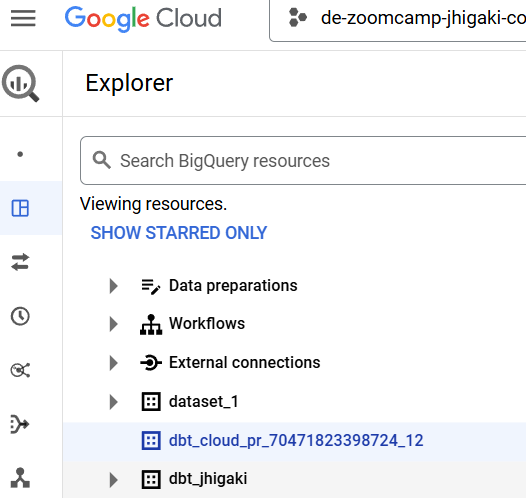 Google Cloud
de-zoomcamp-jhigaki-co
Explorer
Search BigQuery resources
Viewing resources.
SHOW STARRED ONLY
Data preparations
Workflows
External connections
dataset_1
dbt_cloud_pr_70471823398724_12
dbt_jhigaki